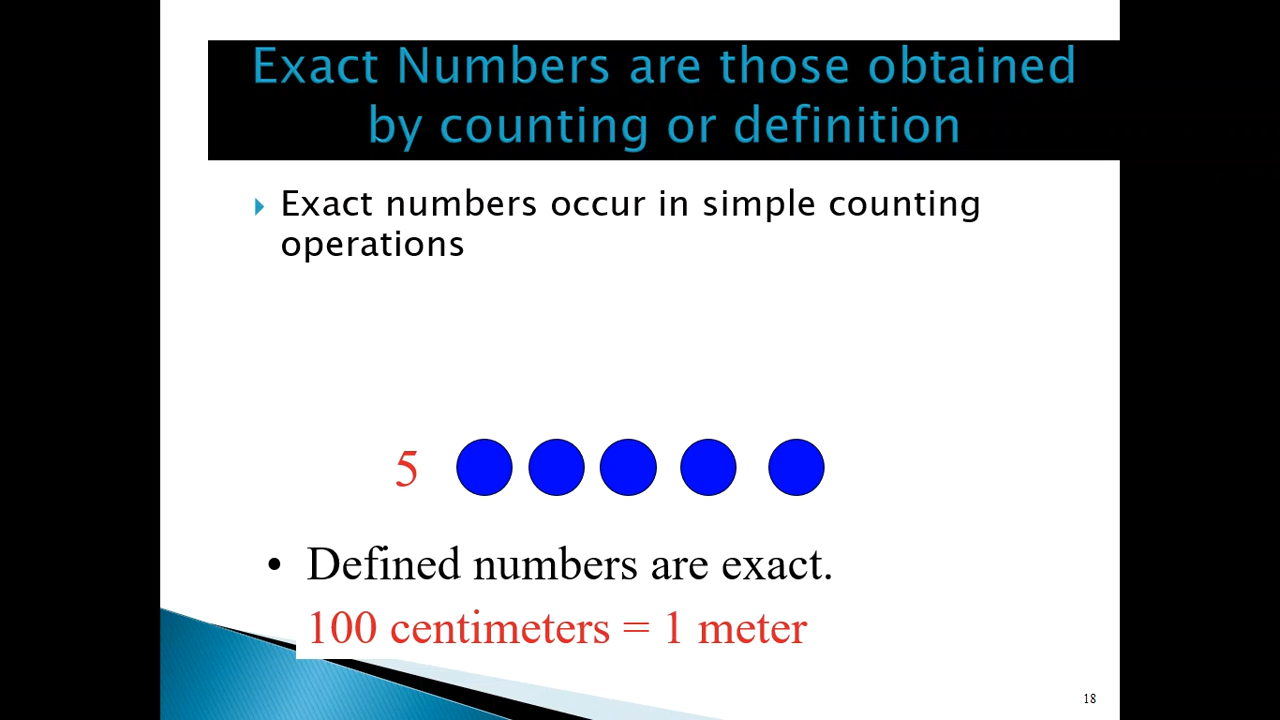 Exact Numbers are those obtained
by counting or definition
Exact numbers occur in simple counting
operations
5
• Defined numbers are exact.
100 centimeters = 1 meter
18